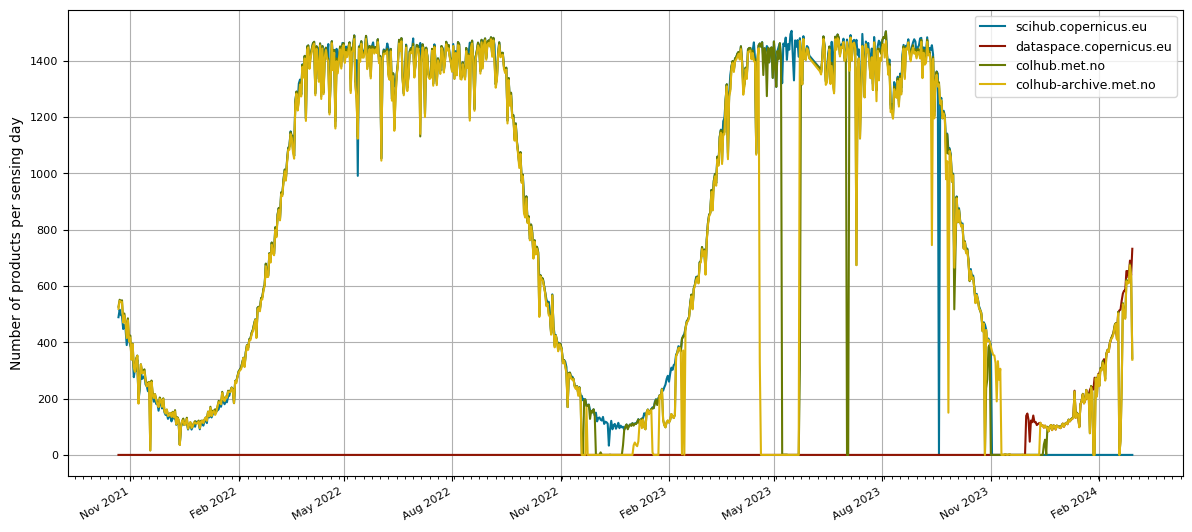 Number of products per sensing day
1400
1200
1000
800
600
400
200
0
scihub.copernicus.eu
dataspace.copernicus.eu
colhub.met.no
colhub-archive.met.no
Nov 2021
Feb 2022
May 2022
Aug 2022
Nov 2022
Feb 2023
May 2023
Aug 2023
Nov 2023
Feb 2024